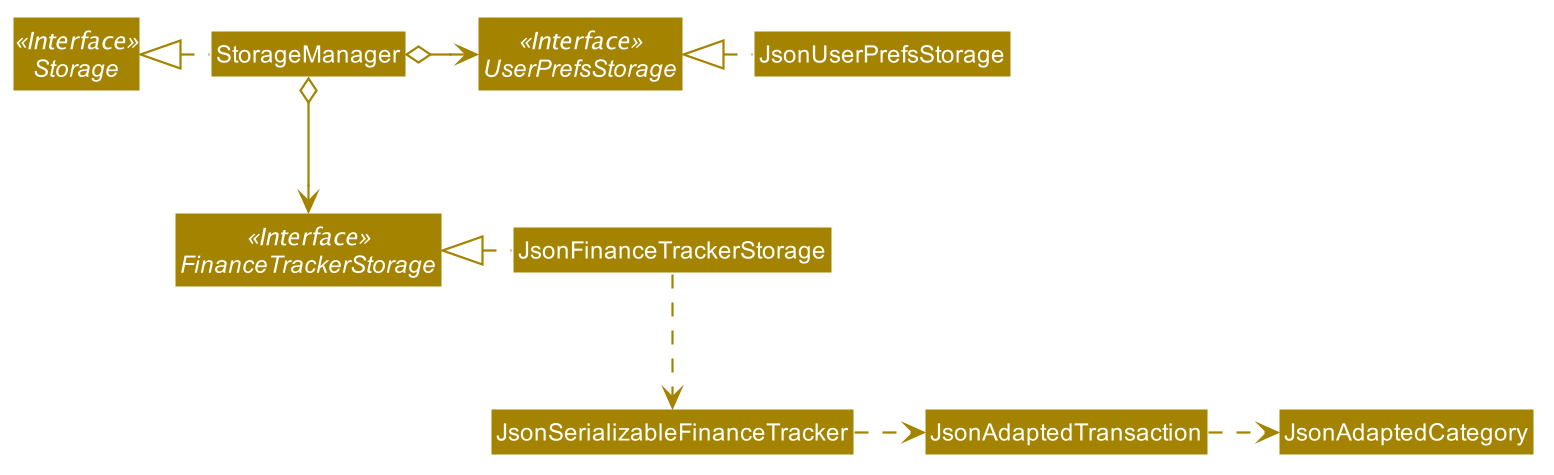 «Interface»
Storage
StorageManager
«Interface»
UserPrefsStorage
JsonUserPrefsStorage
«Interface»
FinanceTrackerStorage
JsonFinanceTrackerStorage
JsonSerializableFinanceTracker
JsonAdaptedTransaction
JsonAdaptedCategory